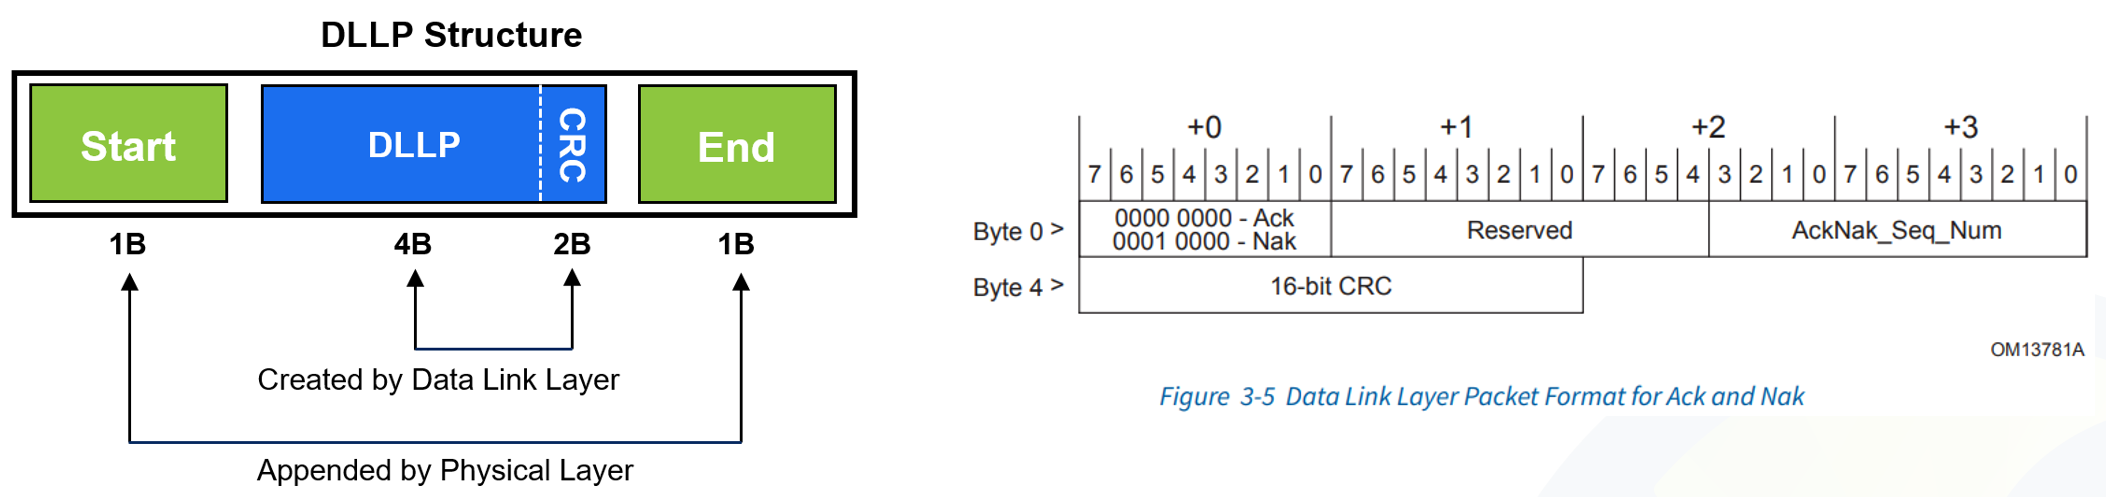 DLLP Structure
Start
DLLP
CRC
End
1B
4B
2B
1B
Created by Data Link Layer
Appended by Physical Layer
+0 +1 +2 +3
7 6 5 4 3 2 1 0 7 6 5 4 3 2 1 0 7 6 5 4 3 2 1 0 7 6 5 4 3 2 1 0
Byte 0 >
0000 0000 - Ack
0001 0000 - Nak
Reserved
AckNak_Seq_Num
Byte 4 >
16-bit CRC
OM13781A
Figure 3-5 Data Link Layer Packet Format for Ack and Nak